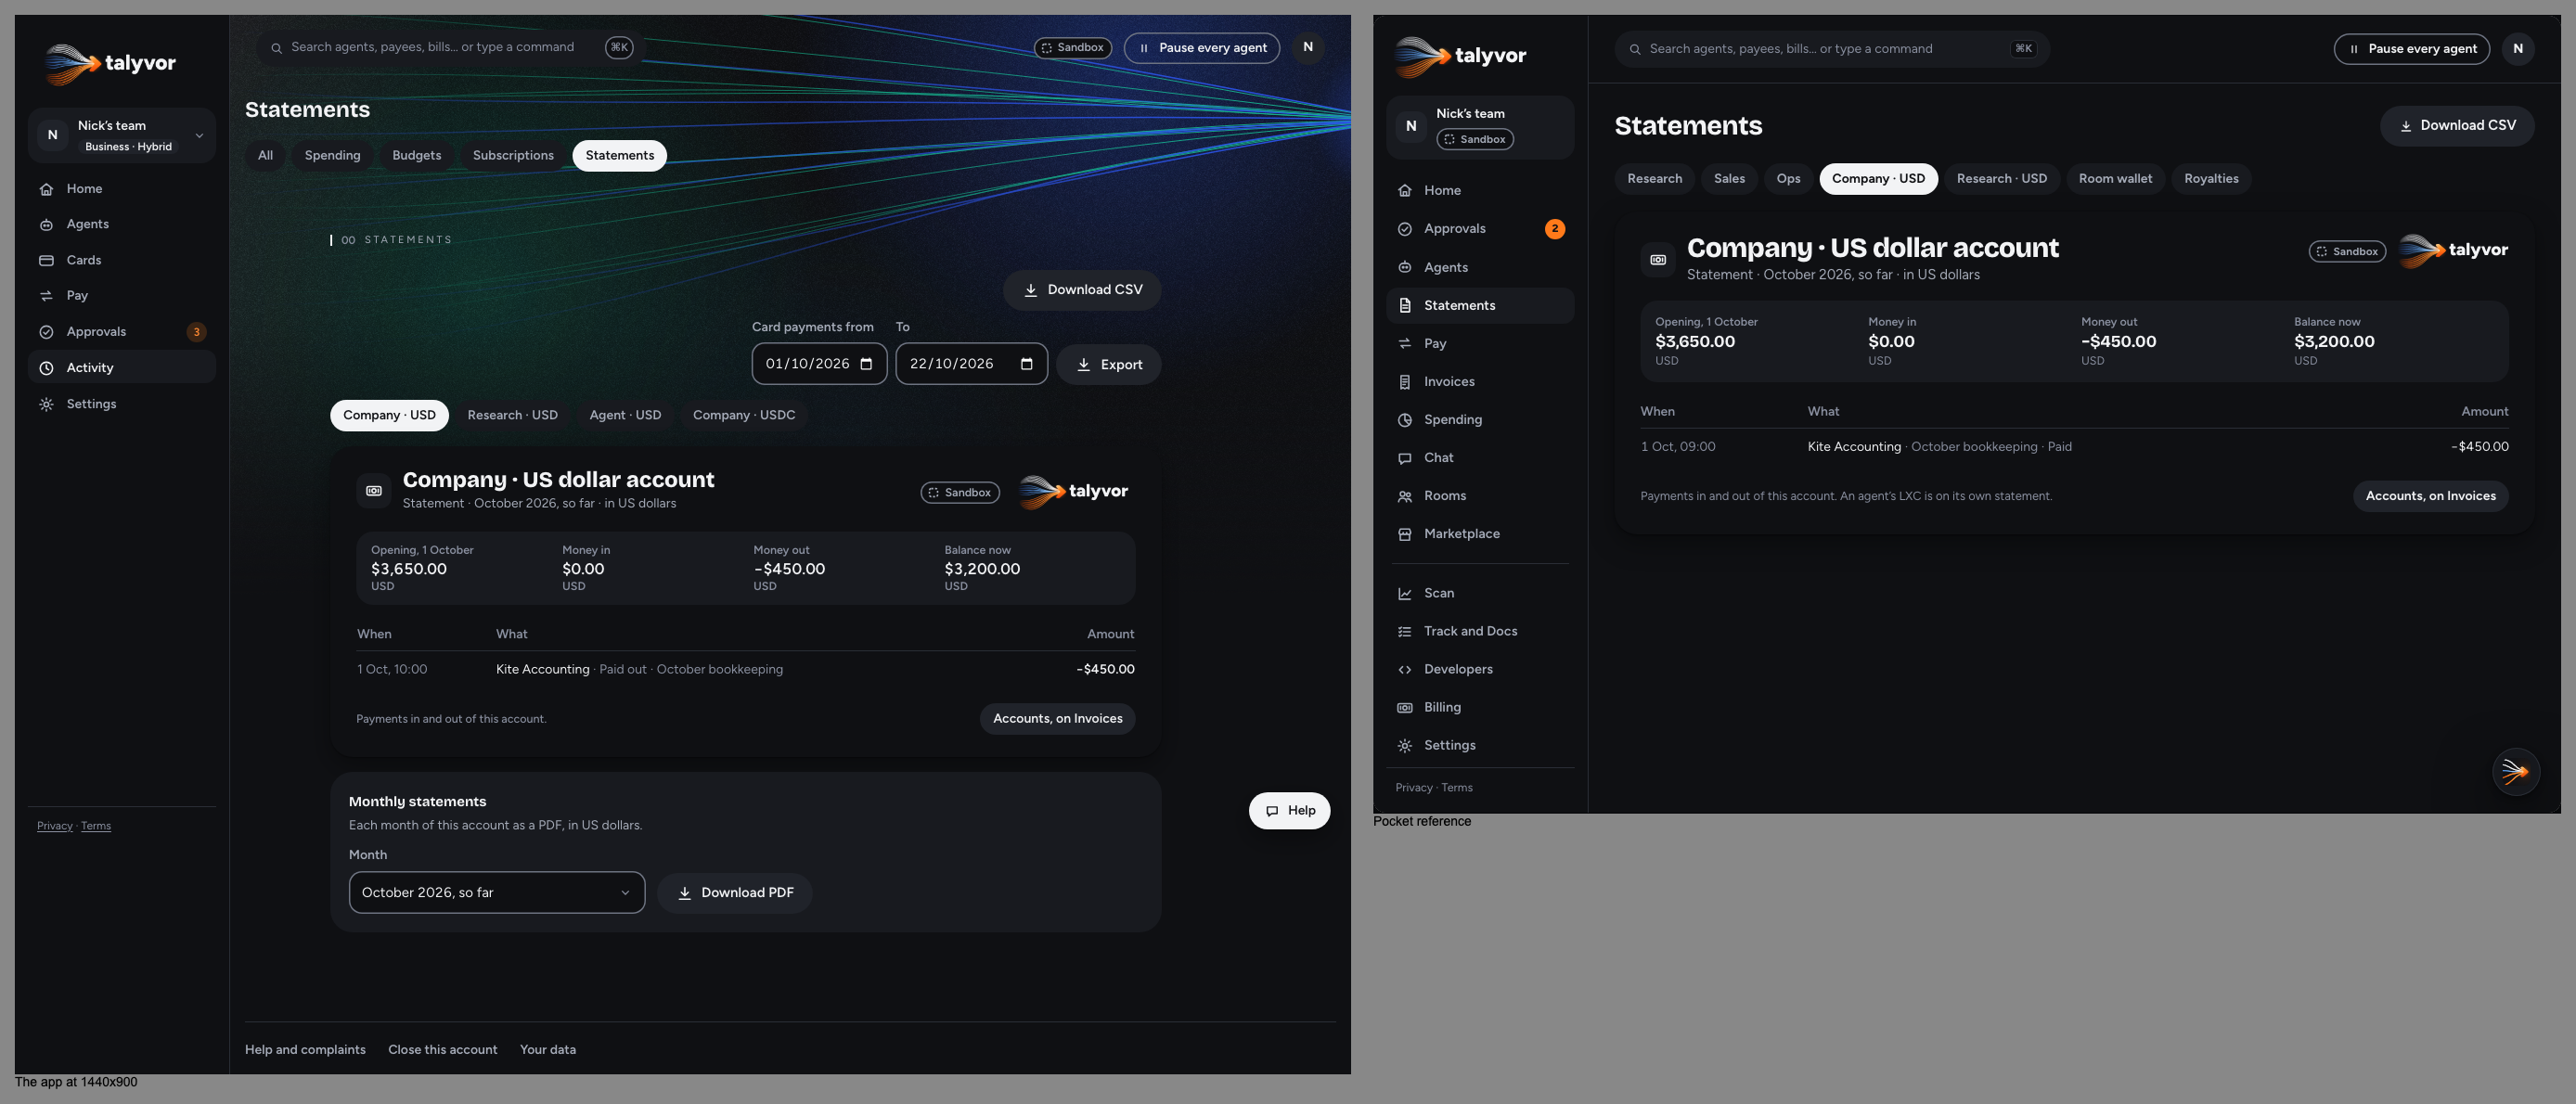 talyvor
Search agents, payees, bills... or type a command
⌘K
Sandbox
Pause every agent
N
N
Nick's team
Business · Hybrid
Home
Agents
Cards
Pay
Approvals
3
Activity
Settings
Privacy · Terms
Statements
All
Spending
Budgets
Subscriptions
Statements
00 STATEMENTS
Download CSV
Card payments from
To
01/10/2026
22/10/2026
Export
Company · USD
Research · USD
Agent · USD
Company · USDC
Company · US dollar account
Statement · October 2026, so far · in US dollars
Sandbox
talyvor
Opening, 1 October
Money in
Money out
Balance now
$3,650.00
$0.00
-$450.00
$3,200.00
USD
USD
USD
USD
When
What
Amount
1 Oct, 10:00
Kite Accounting · Paid out · October bookkeeping
-$450.00
Payments in and out of this account.
Accounts, on Invoices
Monthly statements
Each month of this account as a PDF, in US dollars.
Month
October 2026, so far
Download PDF
Help
Help and complaints
Close this account
Your data
The app at 1440x900
talyvor
Search agents, payees, bills... or type a command
⌘K
Pause every agent
N
N
Nick's team
Sandbox
Home
Approvals
2
Agents
Statements
Pay
Invoices
Spending
Chat
Rooms
Marketplace
Scan
Track and Docs
Developers
Billing
Settings
Privacy · Terms
Statements
Download CSV
Research
Sales
Ops
Company · USD
Research · USD
Room wallet
Royalties
Company · US dollar account
Statement · October 2026, so far · in US dollars
Sandbox
talyvor
Opening, 1 October
Money in
Money out
Balance now
$3,650.00
$0.00
-$450.00
$3,200.00
USD
USD
USD
USD
When
What
Amount
1 Oct, 09:00
Kite Accounting · October bookkeeping · Paid
-$450.00
Payments in and out of this account. An agent's LXC is on its own statement.
Accounts, on Invoices
Pocket reference